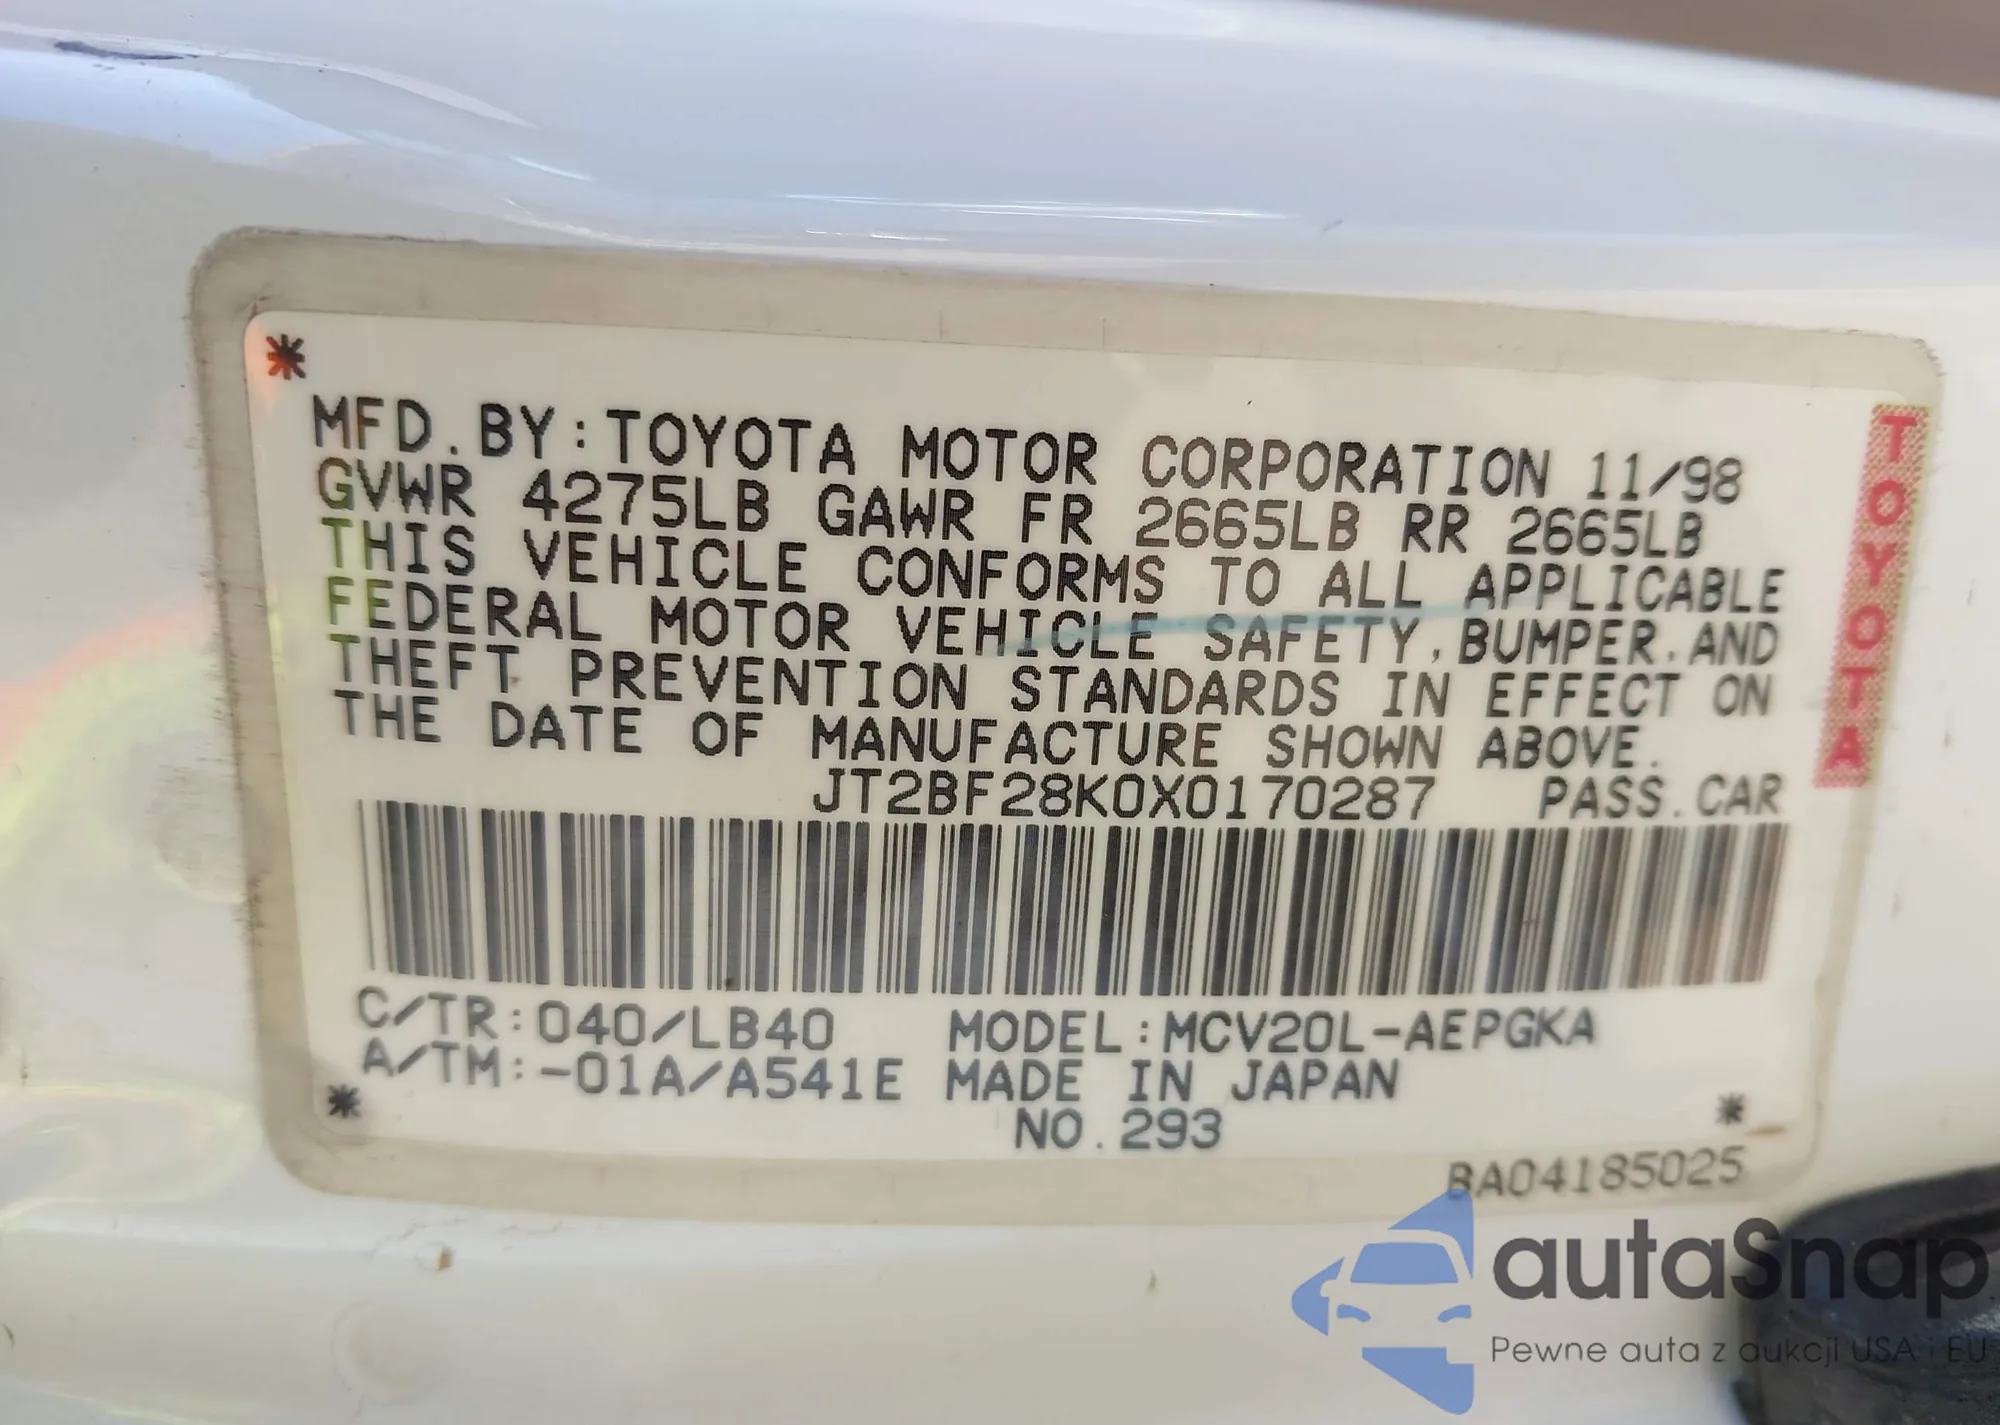 *
MFD.BY:TOYOTA MOTOR CORPORATION 11/98
GVWR 4275LB GAWR FR 2665LB RR 2665LB
THIS VEHICLE CONFORMS TO ALL APPLICABLE
FEDERAL MOTOR VEHICLE SAFETY,BUMPER,AND
THEFT PREVENTION STANDARDS IN EFFECT ON
THE DATE OF MANUFACTURE SHOWN ABOVE.
JT2BF28K0X0170287 PASS.CAR
C/TR:040/LB40 MODEL:MCV20L-AEPGKA
A/TM:-01A/A541E MADE IN JAPAN
* NO.293 *
BA04185025
TOYOTA
autaSnap
Pewne auta z aukcji USA i EU